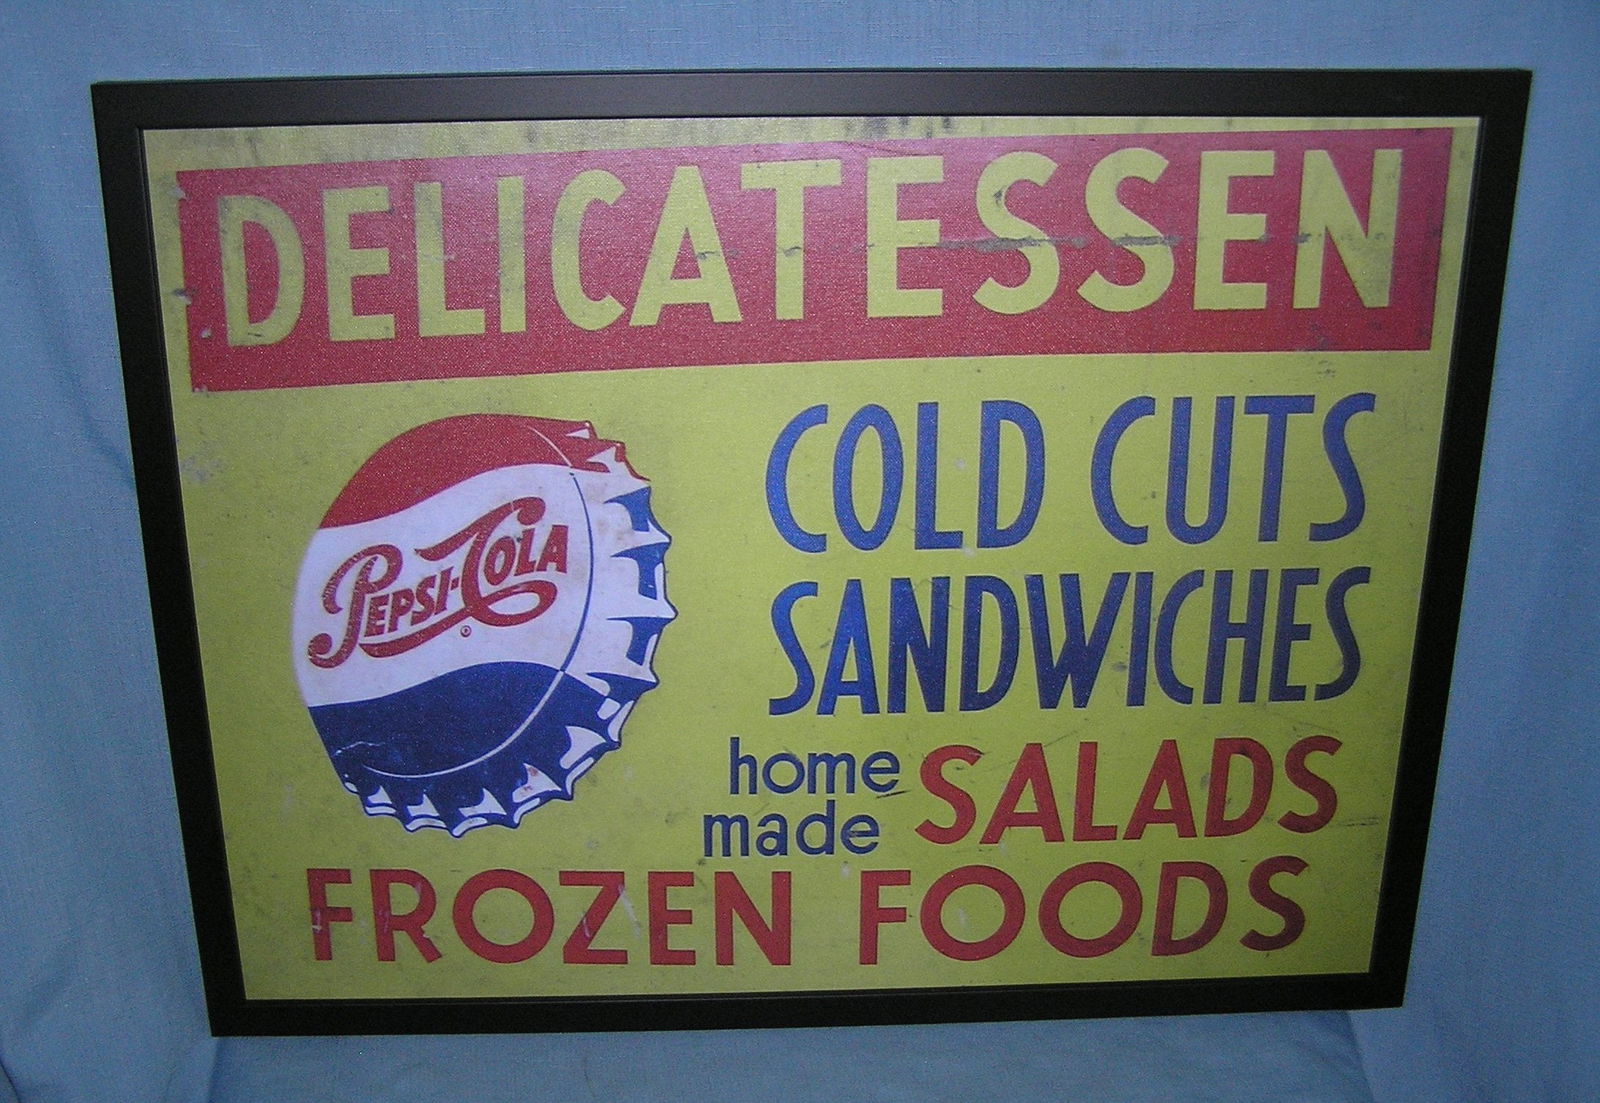 DELICATESSEN
PEPSI-COLA
®
COLD CUTS
SANDWICHES
home made SALADS
FROZEN FOODS